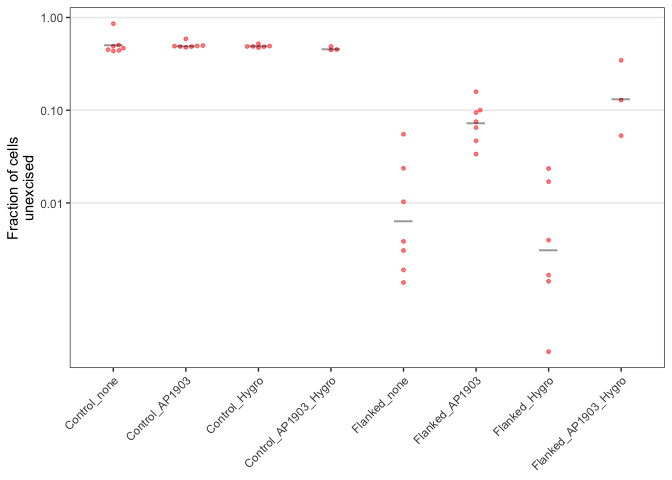 1.00
0.10
0.01
Fraction of cells
unexcised
Control_none
Control_AP1903
Control_Hygro
Control_AP1903_Hygro
Flanked_none
Flanked_AP1903
Flanked_Hygro
Flanked_AP1903_Hygro